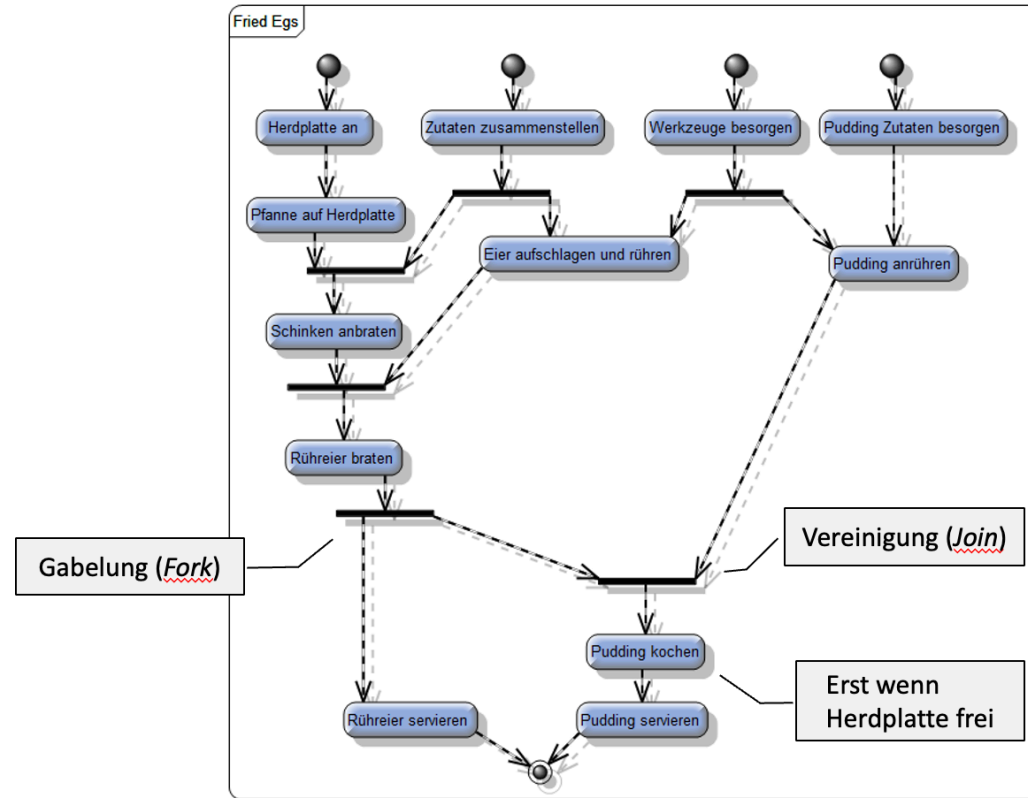 Fried Egs
Herdplatte an
Zutaten zusammenstellen
Werkzeuge besorgen
Pudding Zutaten besorgen
Pfanne auf Herdplatte
Eier aufschlagen und rühren
Pudding anrühren
Schinken anbraten
Rühreier braten
Gabelung (Fork)
Vereinigung (Join)
Pudding kochen
Erst wenn
Herdplatte frei
Rühreier servieren
Pudding servieren